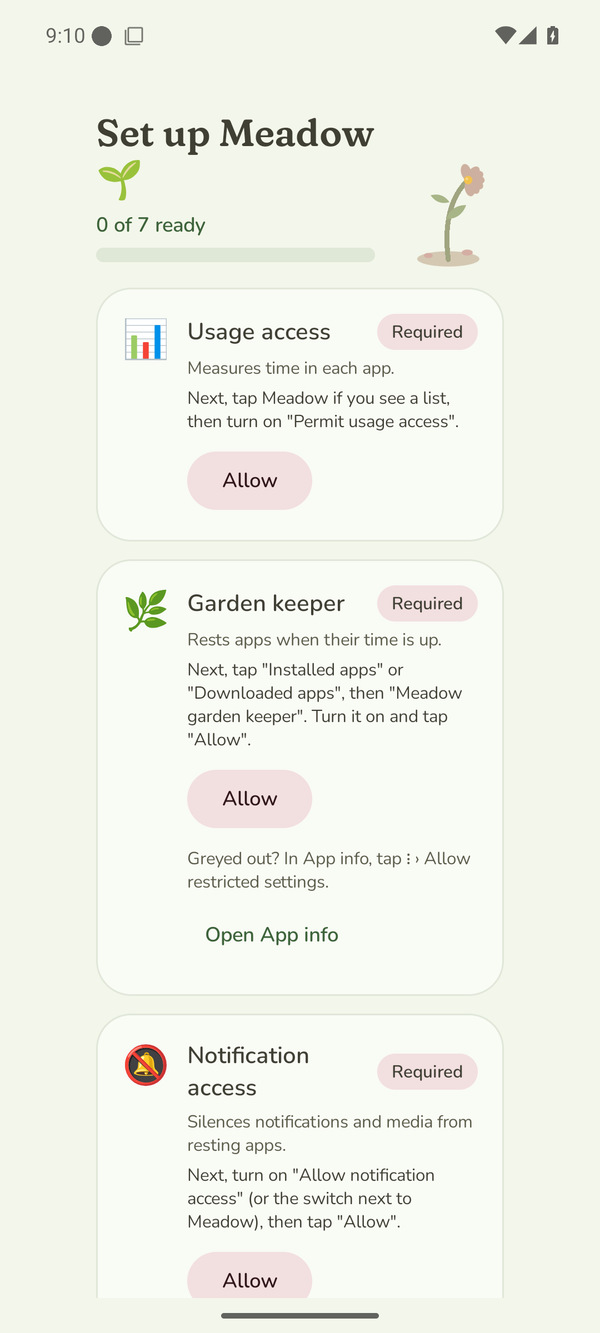 9:10
Set up Meadow
0 of 7 ready
Usage access
Required
Measures time in each app.
Next, tap Meadow if you see a list,
then turn on "Permit usage access".
Allow
Garden keeper
Required
Rests apps when their time is up.
Next, tap "Installed apps" or
"Downloaded apps", then "Meadow
garden keeper". Turn it on and tap
"Allow".
Allow
Greyed out? In App info, tap ⋮ › Allow
restricted settings.
Open App info
Notification
access
Required
Silences notifications and media from
resting apps.
Next, turn on "Allow notification
access" (or the switch next to
Meadow), then tap "Allow".
Allow